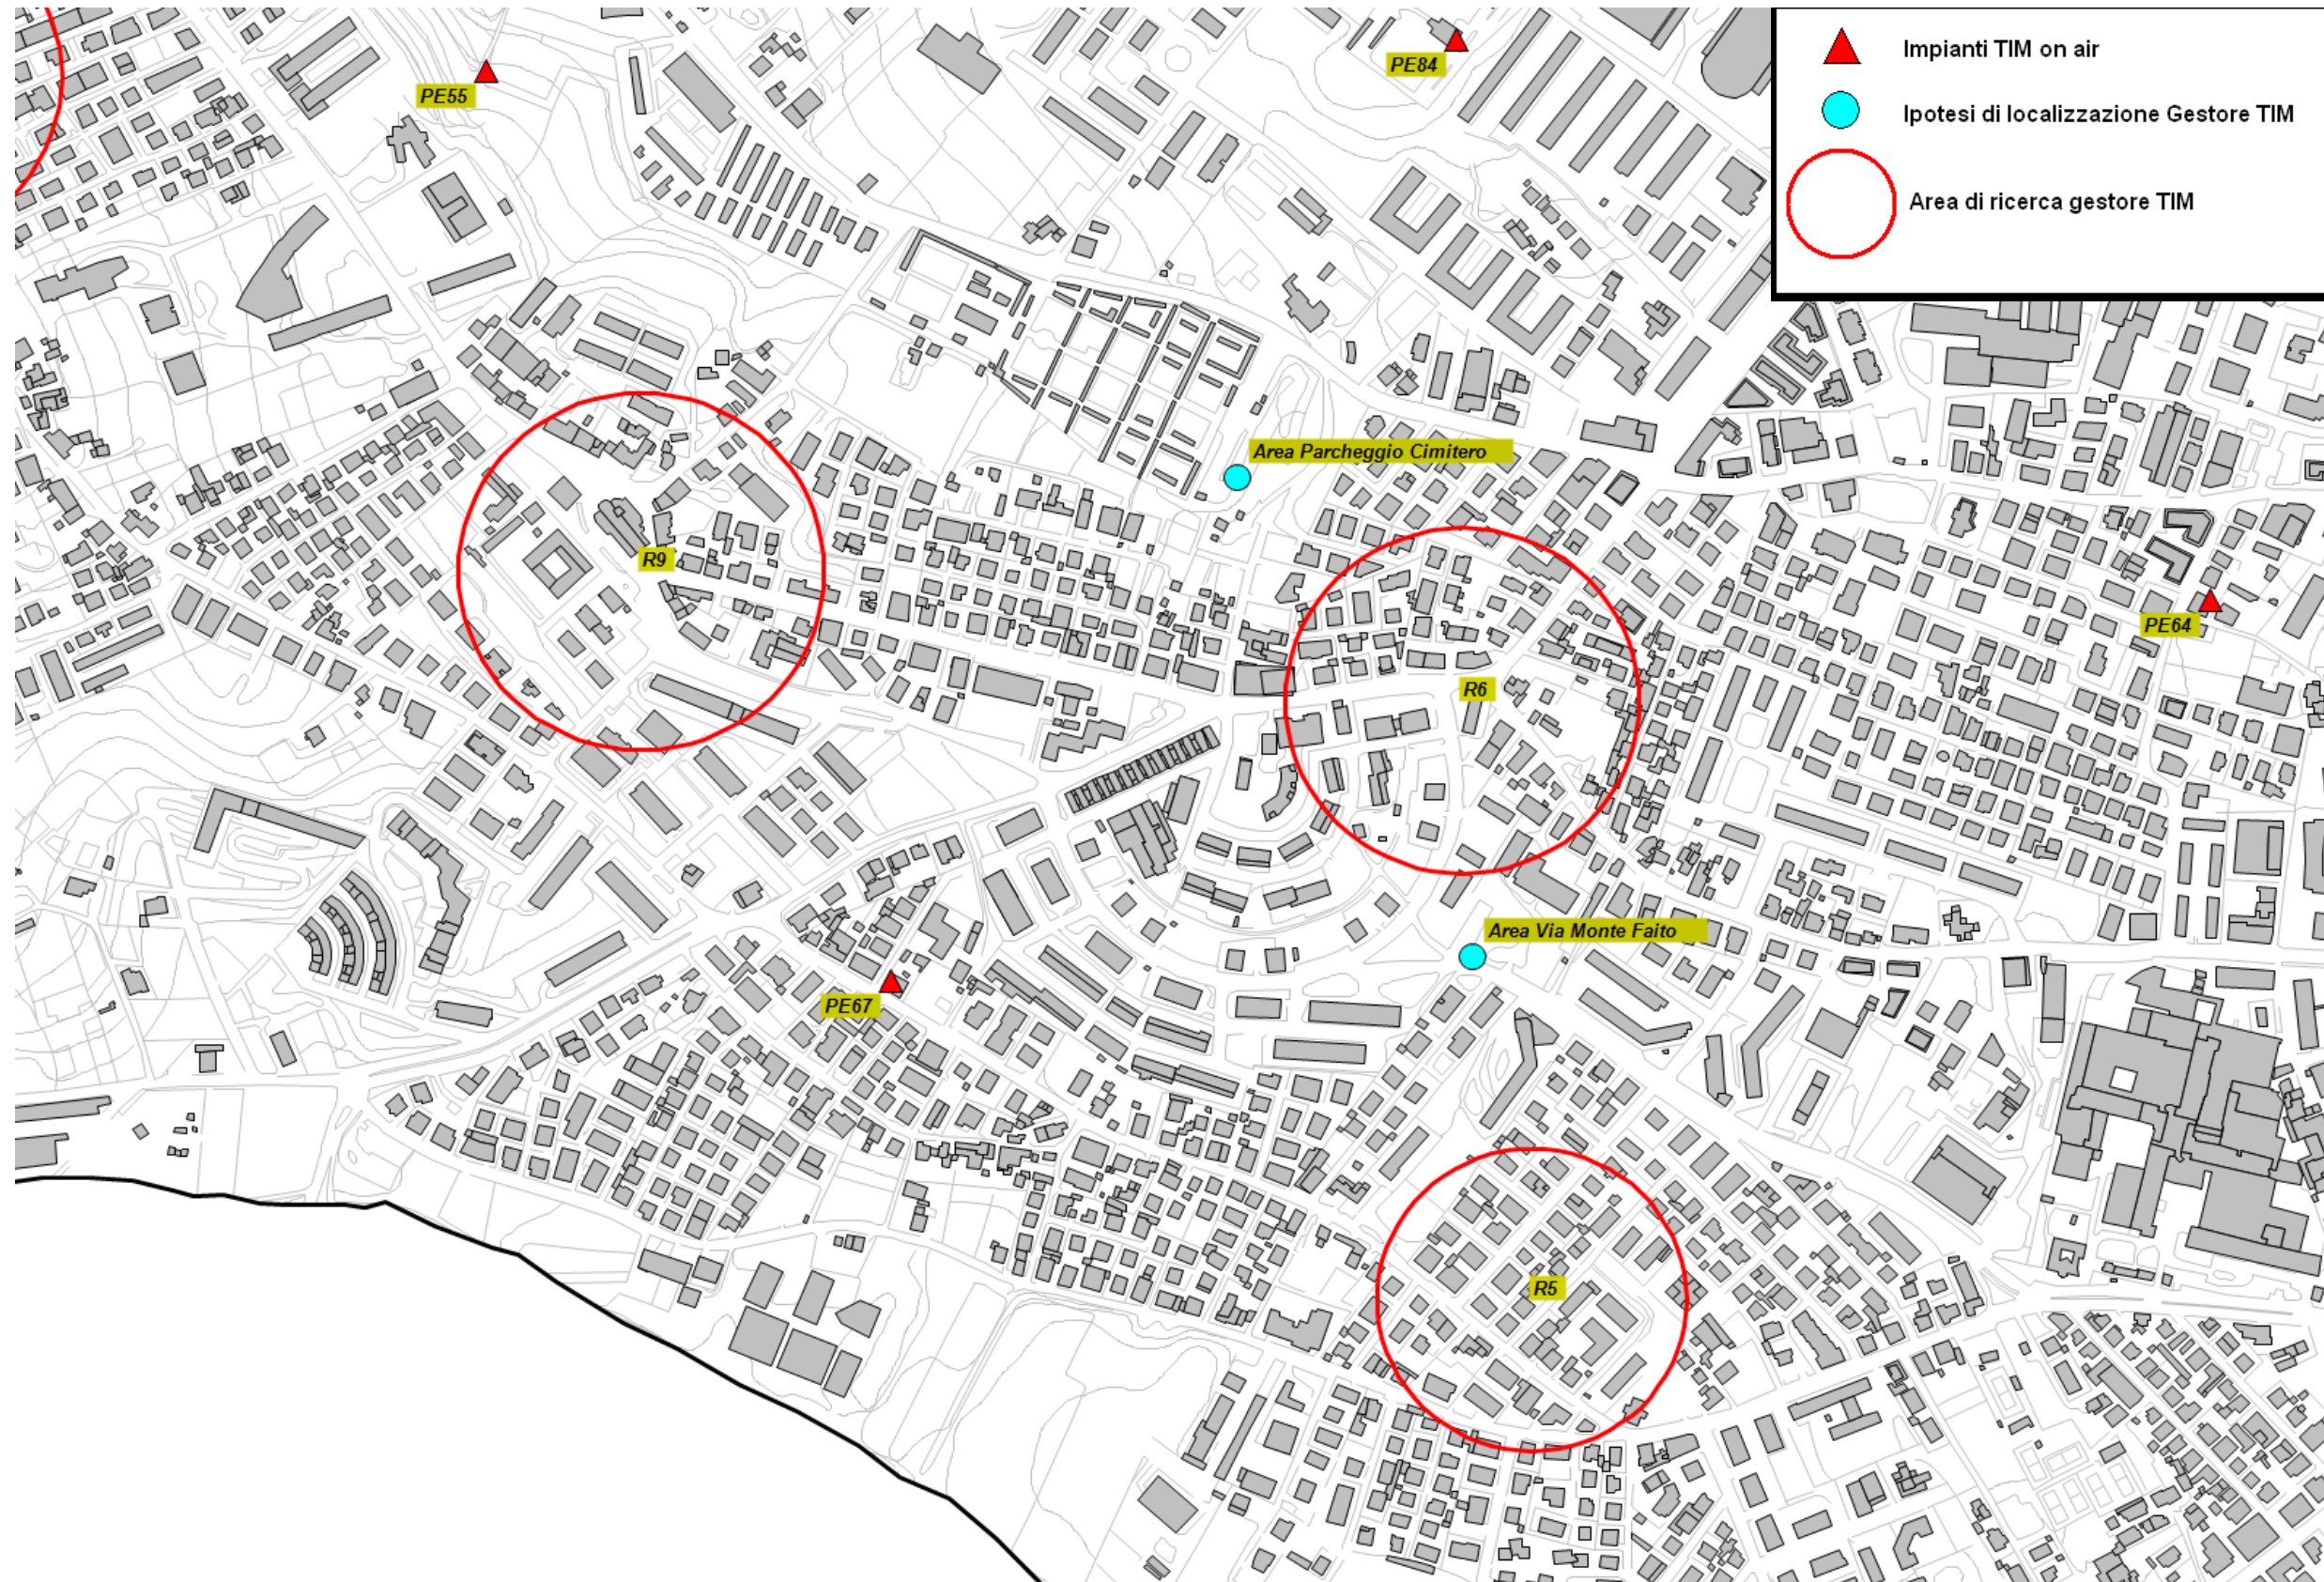 Impianti TIM on air
PE84
PE55
Ipotesi di localizzazione Gestore TIM
Area di ricerca gestore TIM
Area Parcheggio Cimitero
R9
PE64
R6
Area Via Monte Faito
PE67
R5